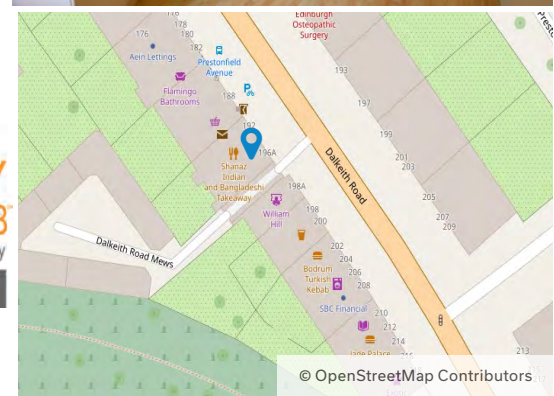 Edinburgh
Osteopathic
Surgery
176
178
180
182
Aein Lettings
Prestonfield
Avenue
193
Flamingo
Bathrooms
188
P
192
197
196A
199
Shanaz
Indian
and Bangladeshi
Takeaway
Dalkeith Road
201
203
198A
William
Hill
198
200
205
207
209
202
Dalkeith Road Mews
204
Bodrum
Turkish
Kebab
206
208
SBC Financial
210
212
214
Jade Palace
213
© OpenStreetMap Contributors